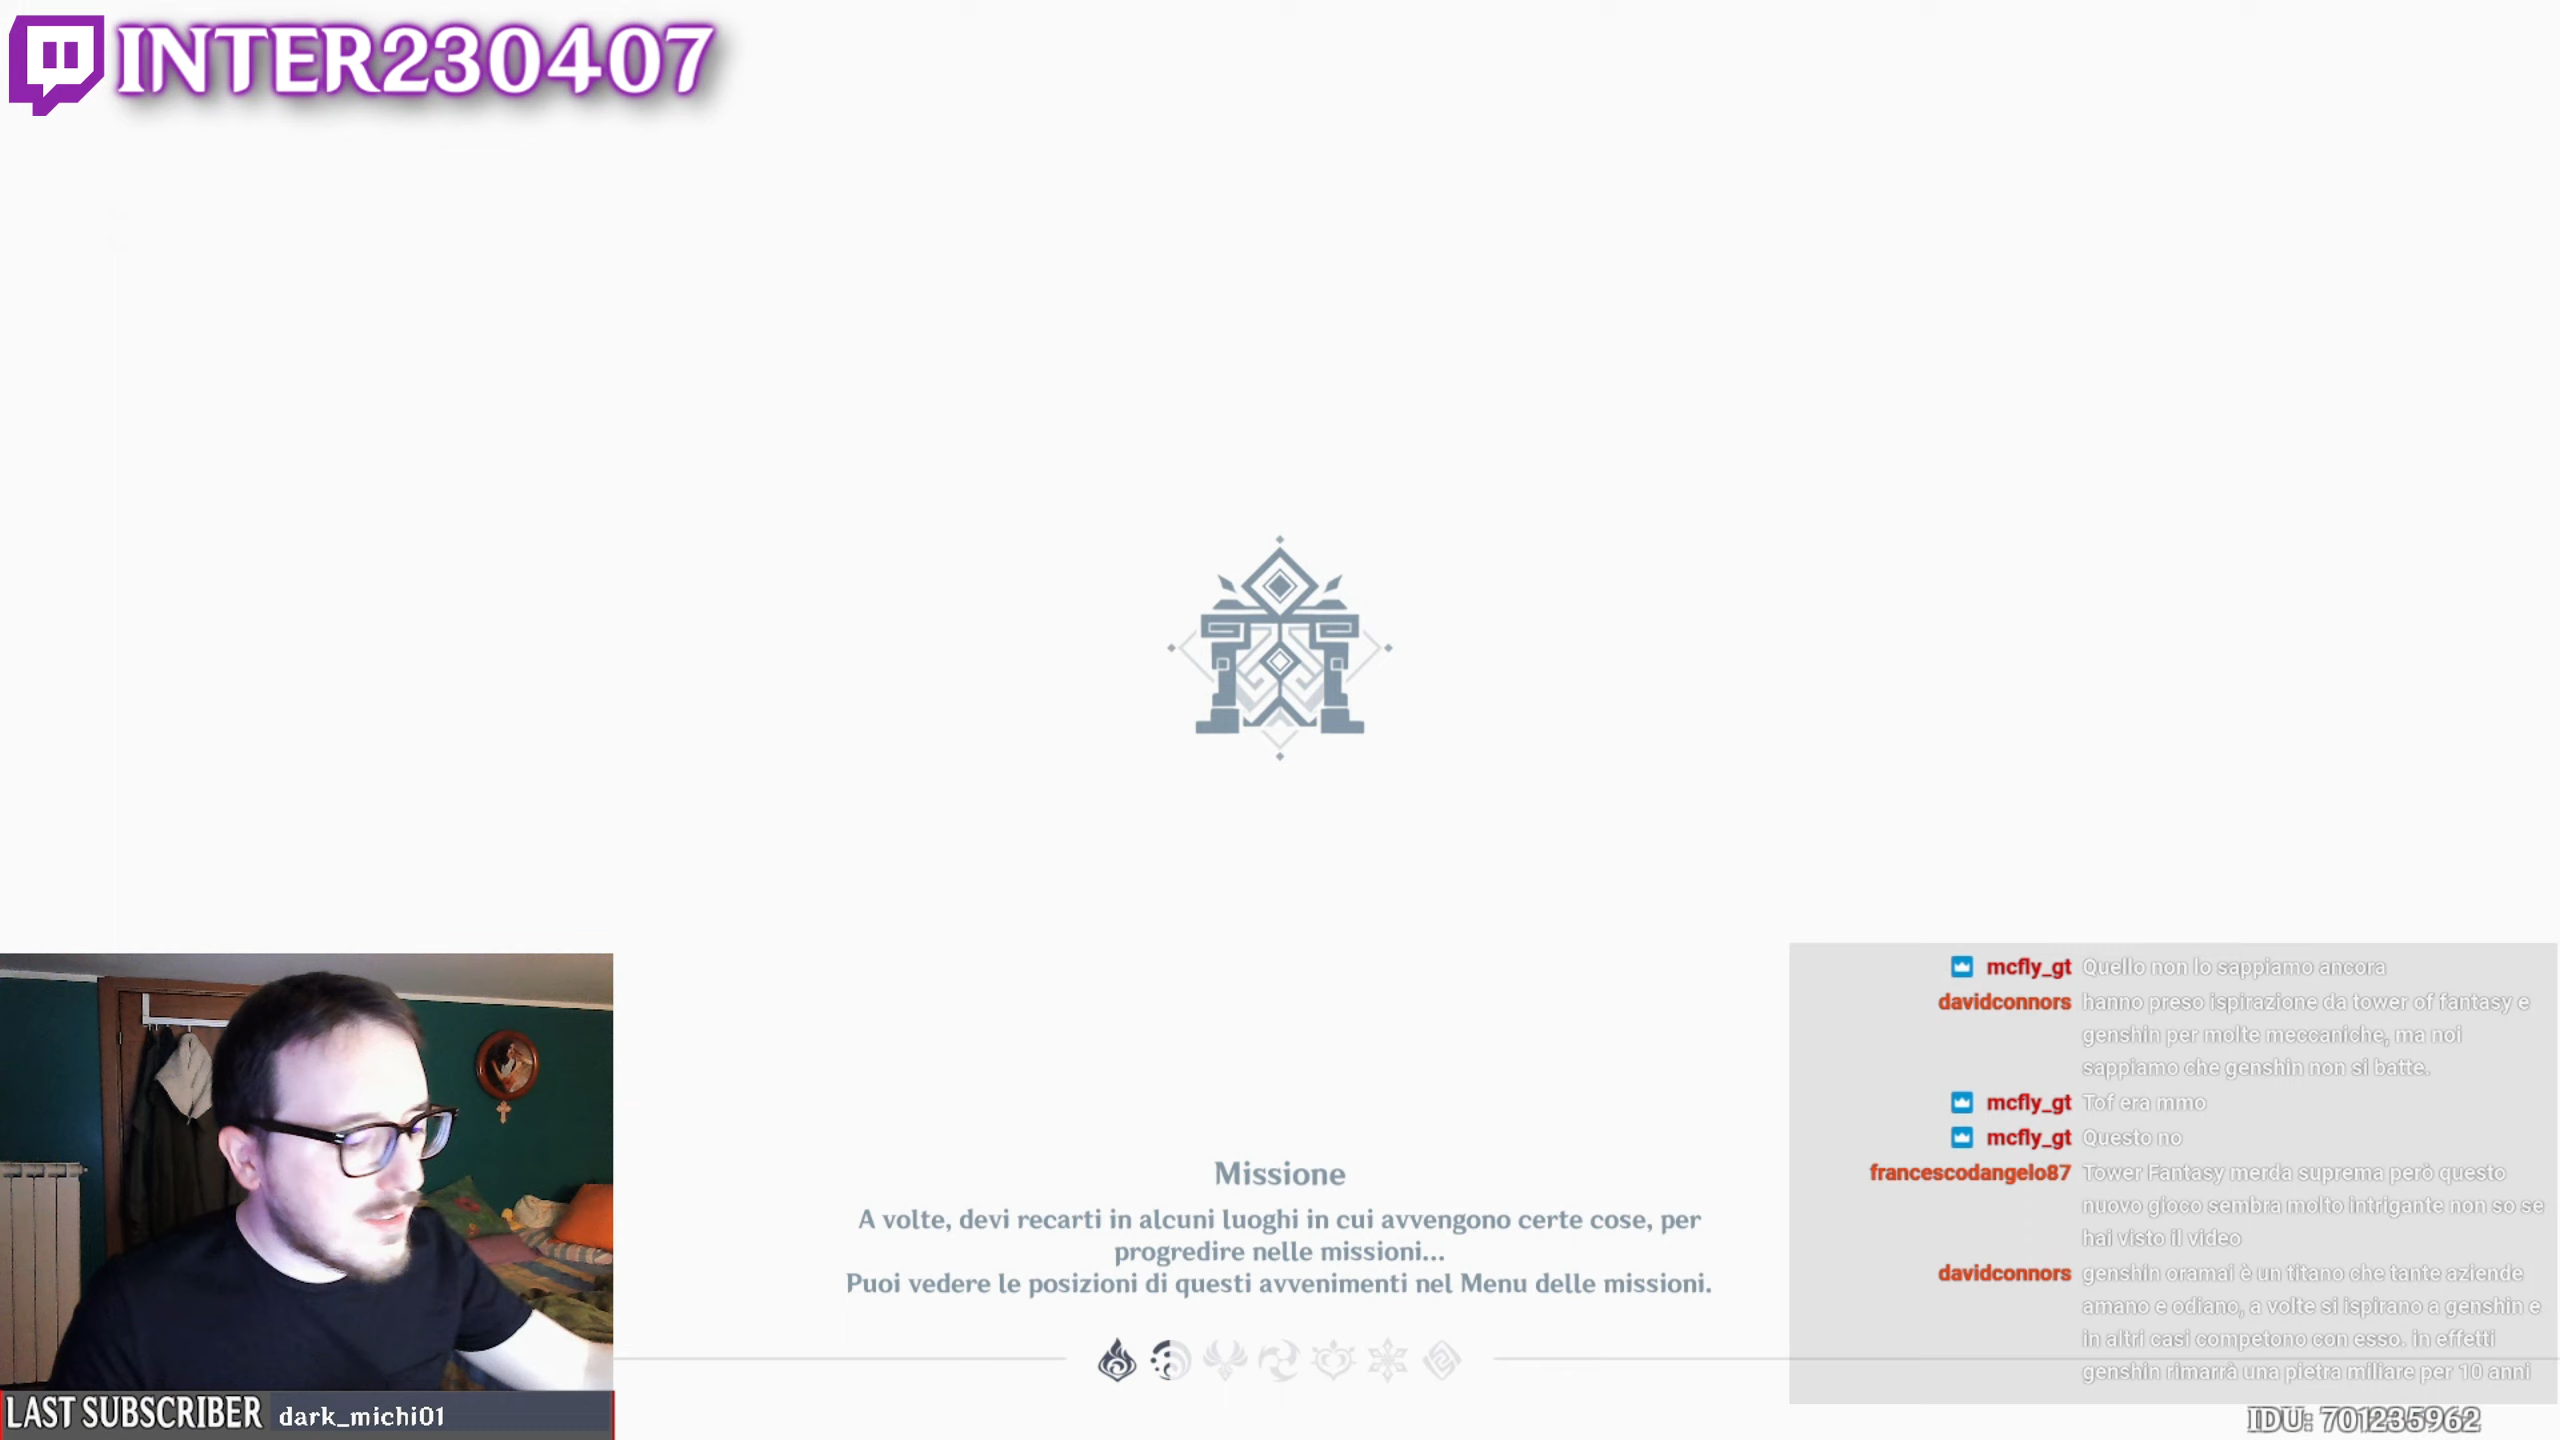 INTER230407
mcfly_gt Quello non lo sappiamo ancora
davidconnors hanno preso ispirazione da tower of fantasy e
genshin per molte meccaniche, ma noi
sappiamo che genshin non si batte.
mcfly_gt Tof era mmo
mcfly_gt Questo no
francescodangelo87 Tower Fantasy merda suprema però questo
nuovo gioco sembra molto intrigante non so se
hai visto il video
davidconnors genshin oramai è un titano che tante aziende
amano e odiano, a volte si ispirano a genshin e
in altri casi competono con esso. in effetti
genshin rimarrà una pietra miliare per 10 anni
Missione
A volte, devi recarti in alcuni luoghi in cui avvengono certe cose, per
progredire nelle missioni...
Puoi vedere le posizioni di questi avvenimenti nel Menu delle missioni.
LAST SUBSCRIBER dark_michi01
IDU: 701235962